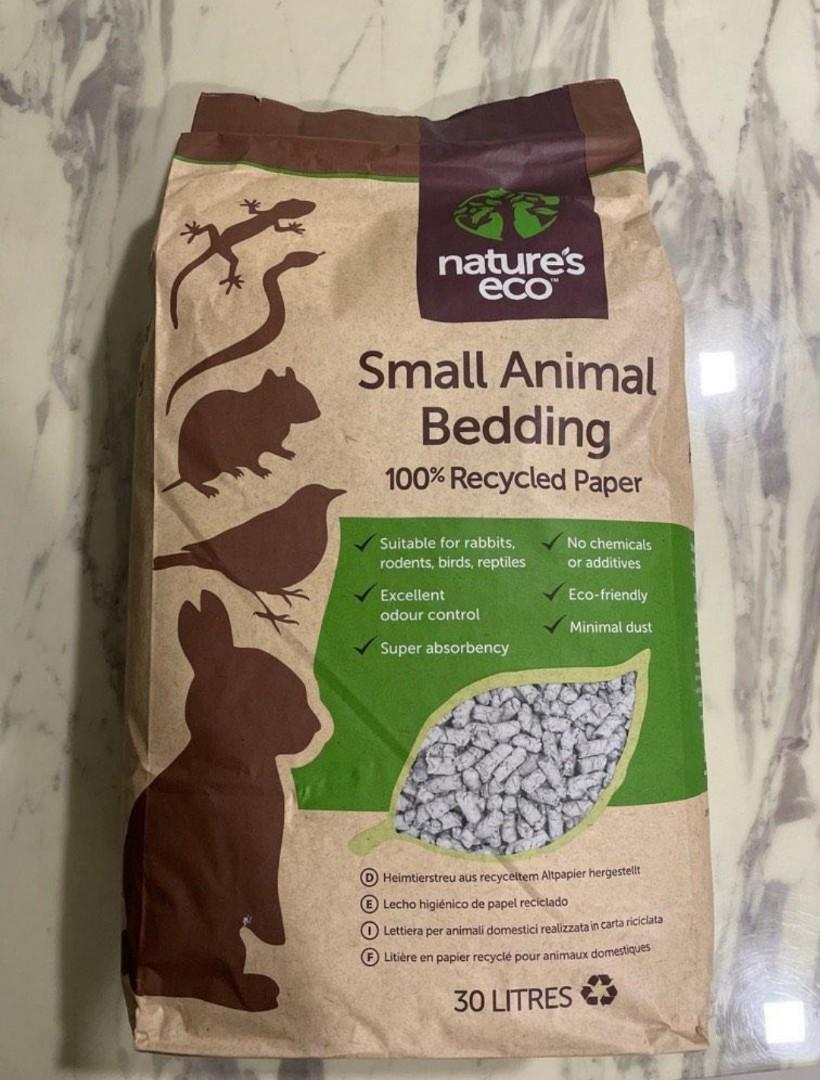 nature's
eco™
Small Animal
Bedding
100% Recycled Paper
✓ Suitable for rabbits,
rodents, birds, reptiles
✓ Excellent
odour control
✓ Super absorbency
✓ No chemicals
or additives
✓ Eco-friendly
✓ Minimal dust
D Heimtierstreu aus recyceltem Altpapier hergestellt
E Lecho higiénico de papel reciclado
I Lettiera per animali domestici realizzata in carta riciclata
F Litière en papier recyclé pour animaux domestiques
30 LITRES